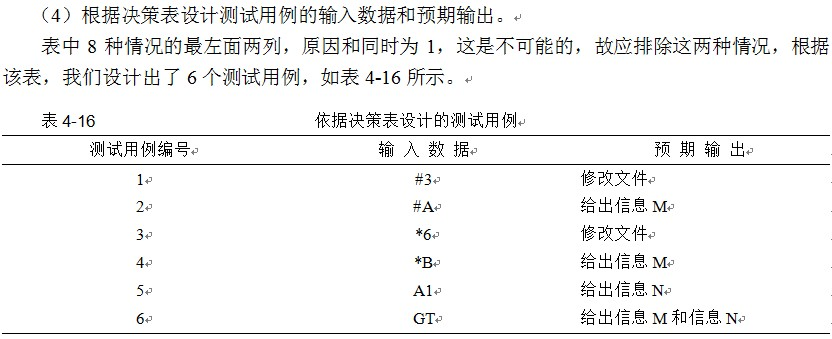 （4）根据决策表设计测试用例的输入数据和预期输出。
表中 8 种情况的最左面两列，原因和同时为 1，这是不可能的，故应排除这两种情况，根据
该表，我们设计出了 6 个测试用例，如表 4-16 所示。
表 4-16 依据决策表设计的测试用例
测试用例编号 输 入 数 据 预 期 输 出
1 #3 修改文件
2 #A 给出信息 M
3 *6 修改文件
4 *B 给出信息 M
5 A1 给出信息 N
6 GT 给出信息 M 和信息 N